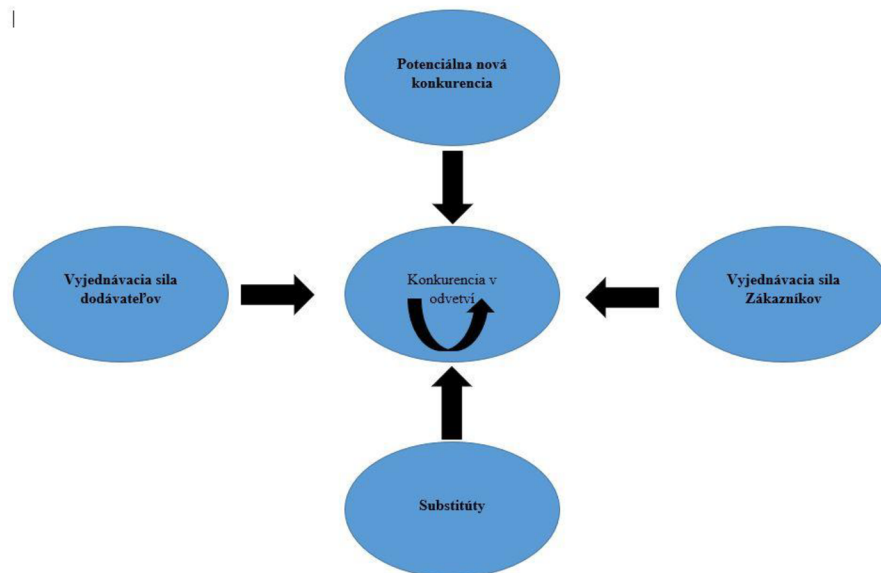 Potenciálna nová
konkurencia
Vyjednávacia sila
dodávateľov
Konkurencia v
odvetví
Vyjednávacia sila
Zákazníkov
Substitúty